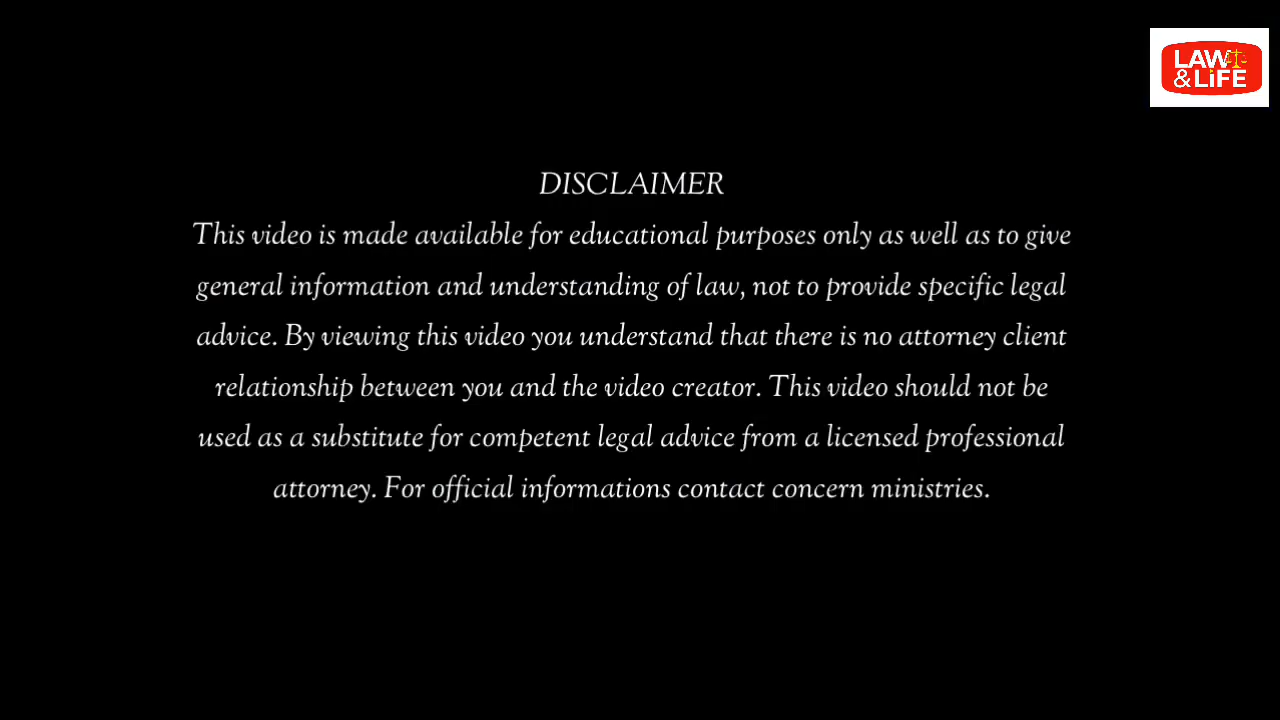 LAW
&LiFE
DISCLAIMER
This video is made available for educational purposes only as well as to give
general information and understanding of law, not to provide specific legal
advice. By viewing this video you understand that there is no attorney client
relationship between you and the video creator. This video should not be
used as a substitute for competent legal advice from a licensed professional
attorney. For official informations contact concern ministries.